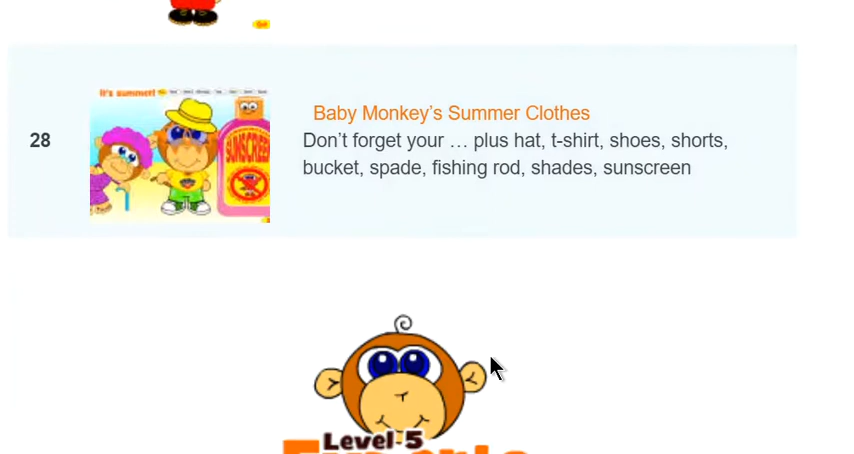 28
It's summer!
SUNSCREE
Baby Monkey's Summer Clothes
Don't forget your … plus hat, t-shirt, shoes, shorts,
bucket, spade, fishing rod, shades, sunscreen
Level 5